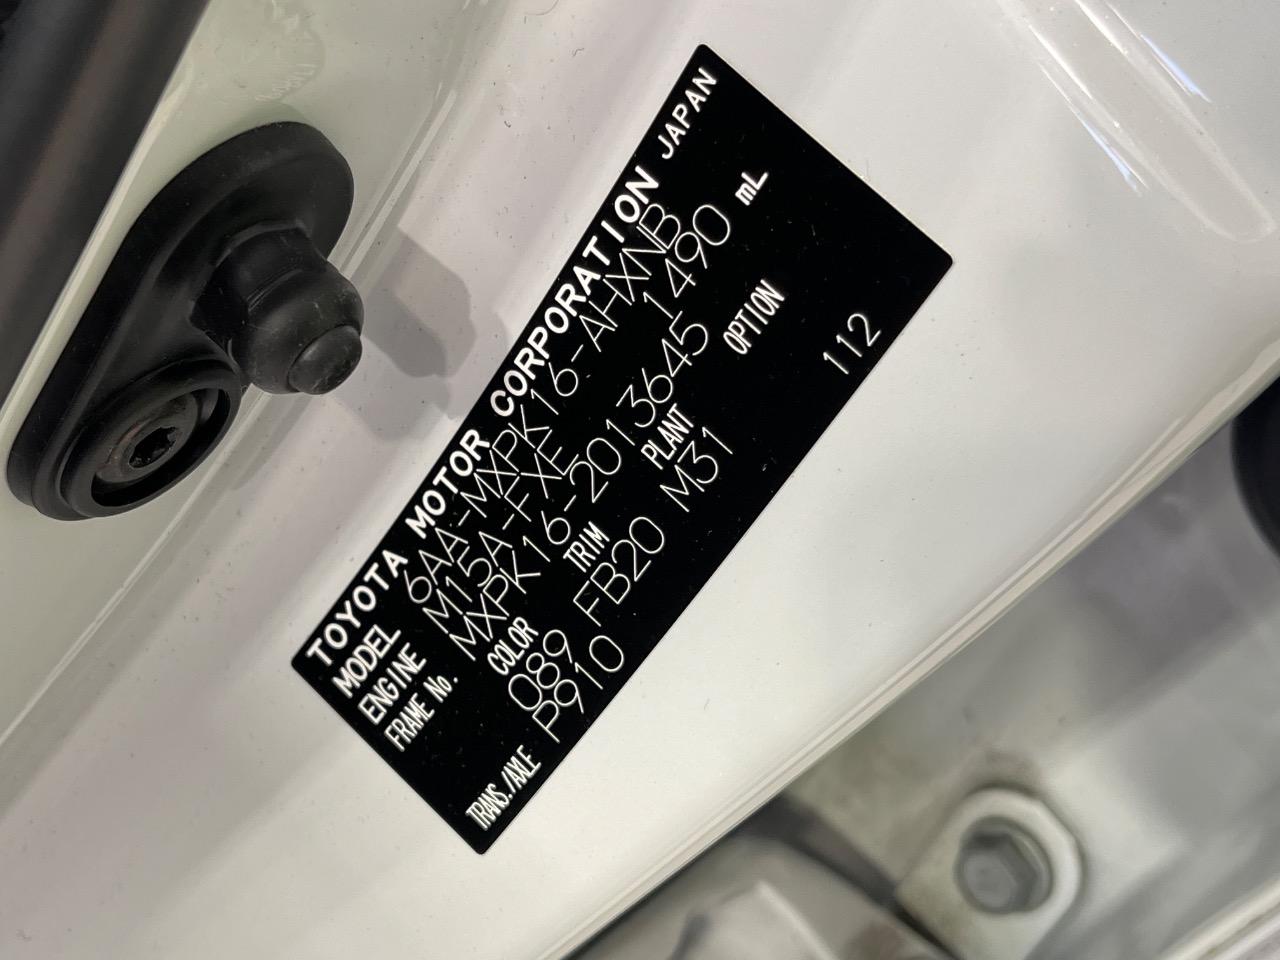 TOYOTA MOTOR CORPORATION JAPAN
MODEL 6AA-MXPK16-AHXNB
ENGINE M15A-FXE 1490 mL
FRAME No. MXPK16-2013645
COLOR TRIM PLANT OPTION
089 FB20 M31
TRANS./AXLE P910 112